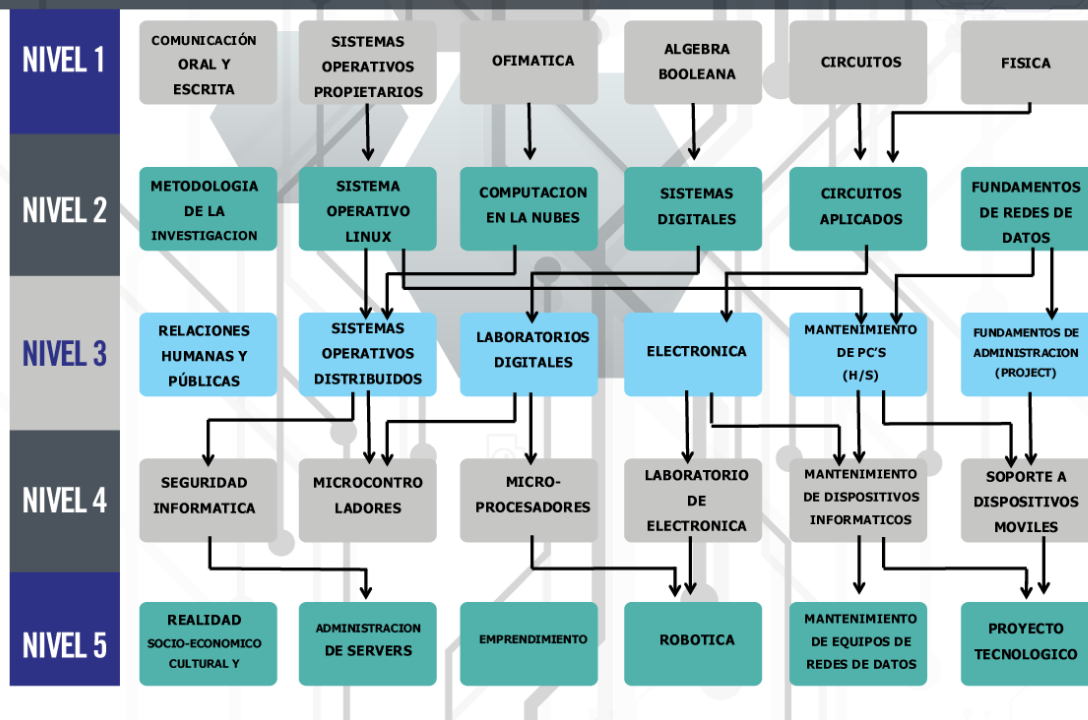 NIVEL 1
COMUNICACIÓN
ORAL Y
ESCRITA
SISTEMAS
OPERATIVOS
PROPIETARIOS
OFIMATICA
ALGEBRA
BOOLEANA
CIRCUITOS
FISICA
NIVEL 2
METODOLOGIA
DE LA
INVESTIGACION
SISTEMA
OPERATIVO
LINUX
COMPUTACION
EN LA NUBES
SISTEMAS
DIGITALES
CIRCUITOS
APLICADOS
FUNDAMENTOS
DE REDES DE
DATOS
NIVEL 3
RELACIONES
HUMANAS Y
PÚBLICAS
SISTEMAS
OPERATIVOS
DISTRIBUIDOS
LABORATORIOS
DIGITALES
ELECTRONICA
MANTENIMIENTO
DE PC'S
(H/S)
FUNDAMENTOS DE
ADMINISTRACION
(PROJECT)
NIVEL 4
SEGURIDAD
INFORMATICA
MICROCONTRO
LADORES
MICRO-
PROCESADORES
LABORATORIO
DE
ELECTRONICA
MANTENIMIENTO
DE DISPOSITIVOS
INFORMATICOS
SOPORTE A
DISPOSITIVOS
MOVILES
NIVEL 5
REALIDAD
SOCIO-ECONOMICO
CULTURAL Y
ADMINISTRACION
DE SERVERS
EMPRENDIMIENTO
ROBOTICA
MANTENIMIENTO
DE EQUIPOS DE
REDES DE DATOS
PROYECTO
TECNOLOGICO